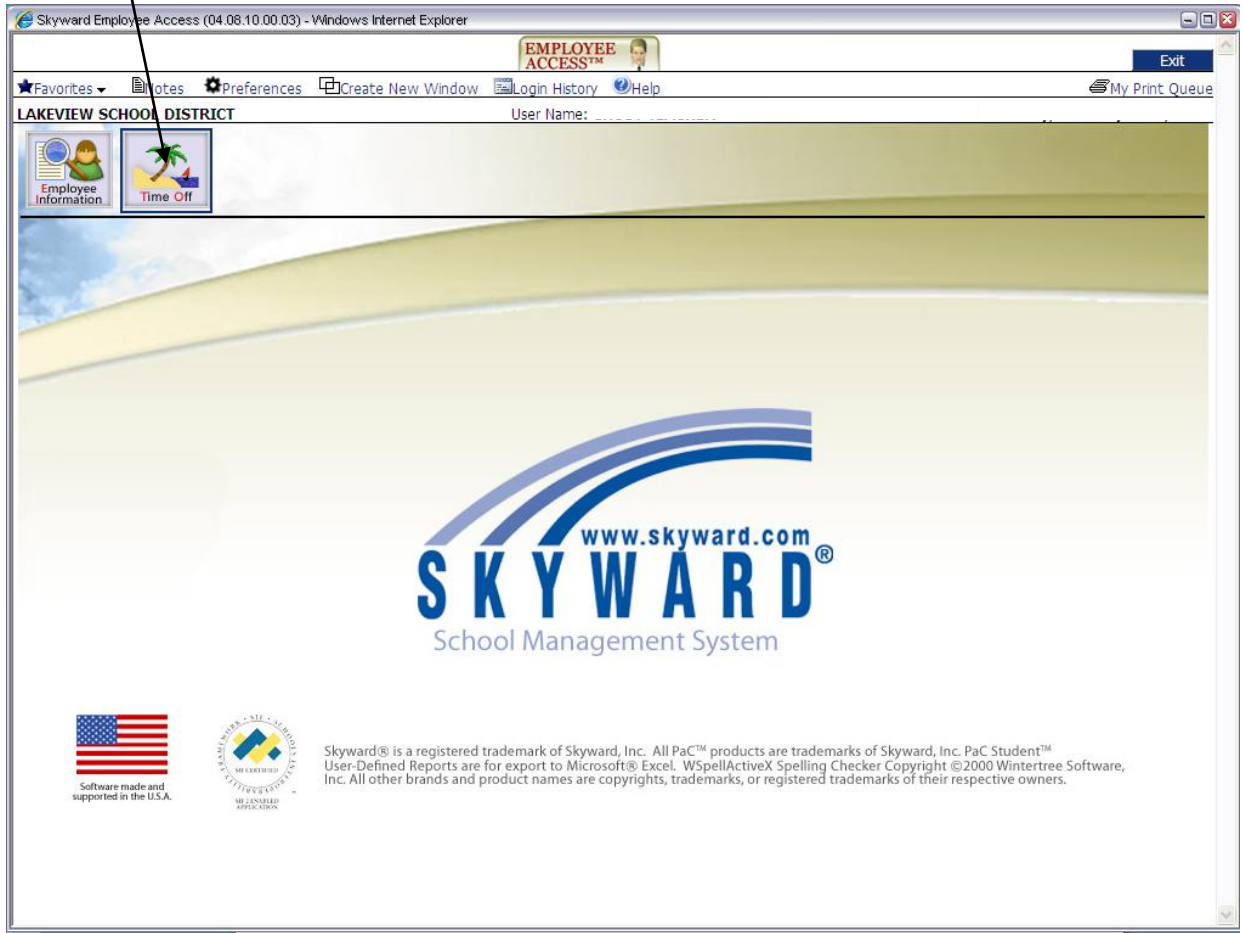 Skyward Employee Access (04.08.10.00.03) - Windows Internet Explorer
EMPLOYEE
ACCESS™
Exit
Favorites Notes Preferences Create New Window Login History Help My Print Queue
LAKEVIEW SCHOOL DISTRICT User Name:
Employee
Information
Time Off
www.skyward.com
SKYWARD®
School Management System
Software made and
supported in the U.S.A.
SIF CERTIFIED
SIF ENABLED
APPLICATION
Skyward® is a registered trademark of Skyward, Inc. All PaC™ products are trademarks of Skyward, Inc. PaC Student™
User-Defined Reports are for export to Microsoft® Excel. WSpellActiveX Spelling Checker Copyright ©2000 Wintertree Software,
Inc. All other brands and product names are copyrights, trademarks, or registered trademarks of their respective owners.